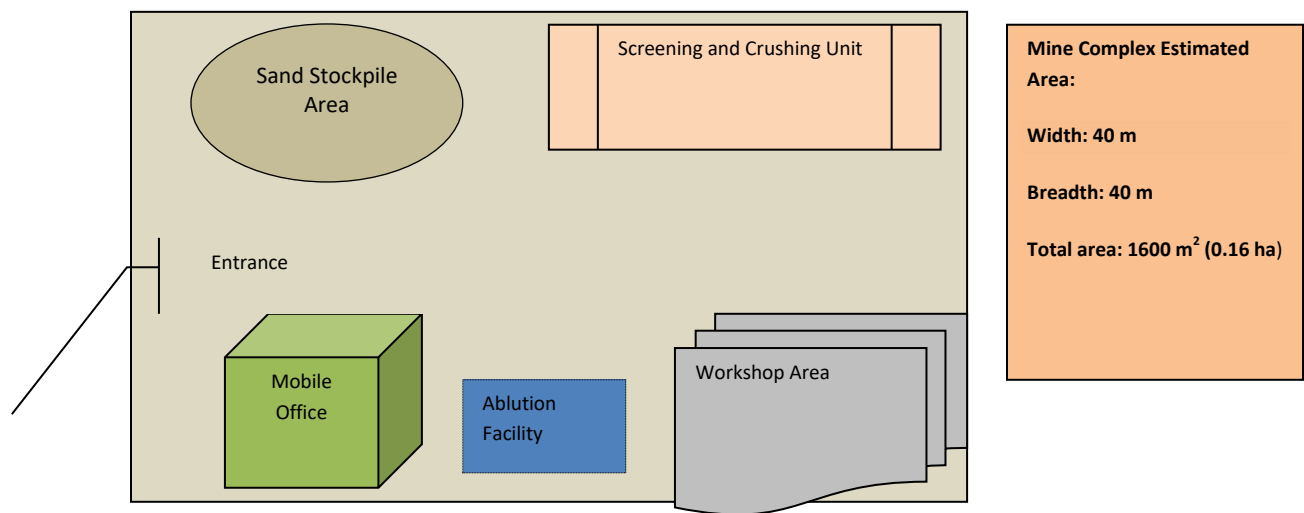 Sand Stockpile
Area
Screening and Crushing Unit
Entrance
Mobile
Office
Ablution
Facility
Workshop Area
Mine Complex Estimated
Area:
Width: 40 m
Breadth: 40 m
Total area: 1600 m² (0.16 ha)